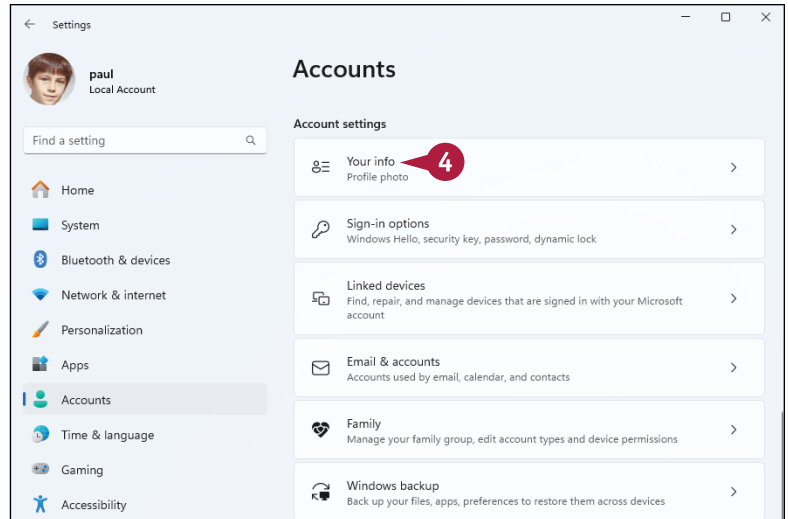 Settings
paul
Local Account
Find a setting
Home
System
Bluetooth & devices
Network & internet
Personalization
Apps
Accounts
Time & language
Gaming
Accessibility
Accounts
Account settings
Your info
4
Profile photo
Sign-in options
Windows Hello, security key, password, dynamic lock
Linked devices
Find, repair, and manage devices that are signed in with your Microsoft
account
Email & accounts
Accounts used by email, calendar, and contacts
Family
Manage your family group, edit account types and device permissions
Windows backup
Back up your files, apps, preferences to restore them across devices